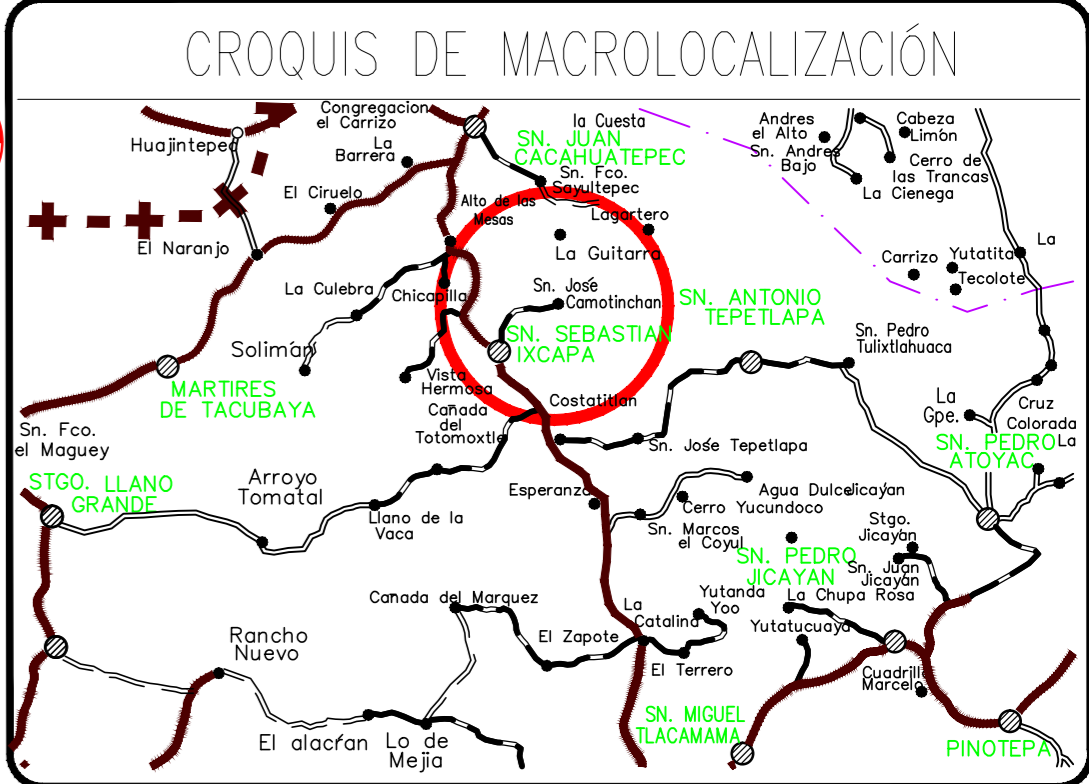 CROQUIS DE MACROLOCALIZACIÓN
Congregacion
el Carrizo
Huajintepec
La
Barrera
la Cuesta
SN. JUAN
CACAHUATEPEC
Andres
el Alto
Sn. Andres
Bajo
Cabeza
Limón
Cerro de
las Trancas
La Cienega
El Ciruelo
Sn. Fco.
Sayultepec
Alto de las
Mesas
Lagartero
El Naranjo
La Guitarra
Carrizo
Yutatita
Tecolote
La
La Culebra
Chicapilla
Sn. José
Camotinchan
SN. ANTONIO
TEPETLAPA
SN. SEBASTIAN
IXCAPA
Sn. Pedro
Tulixtlahuaca
Solimán
MARTIRES
DE TACUBAYA
Vista
Hermosa
Costatitlan
Cañada
del
Totomoxtle
La
Gpe.
Cruz
Colorada
La
Sn. Fco.
el Maguey
SN. PEDRO
ATOYAC
Sn. José Tepetlapa
STGO. LLANO
GRANDE
Arroyo
Tomatal
Esperanza
Cerro
Agua Dulce
Jicayan
Yucundoco
Llano de la
Vaca
Sn. Marcos
el Coyul
Stgo.
Jicayán
SN. PEDRO
JICAYAN
Sn. Juan
Jicayán
Cañada del Marquez
La
Catalina
Yutanda
Yoo
La Chupa Rosa
Yutatucuaya
Rancho
Nuevo
El Zapote
El Terrero
Cuadrilla
Marcelo
El alacran
Lo de
Mejia
SN. MIGUEL
TLACAMAMA
PINOTEPA